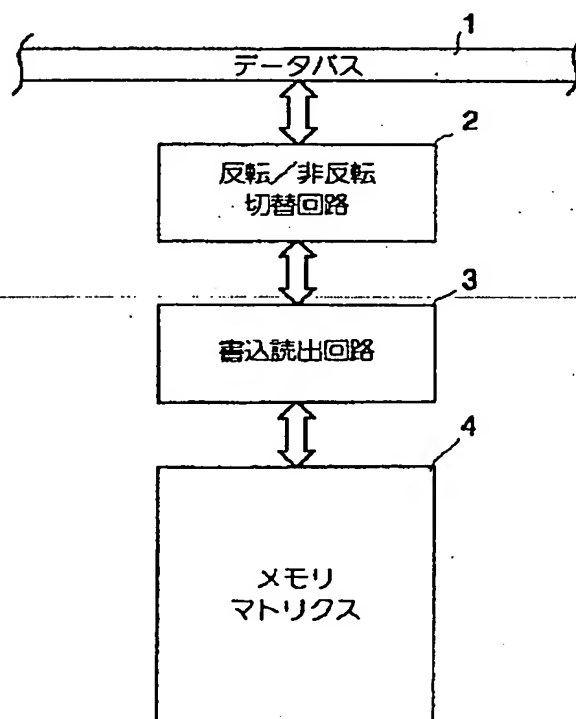 1
データバス
2
反転/非反転
切替回路
3
書込読出回路
4
メモリ
マトリクス